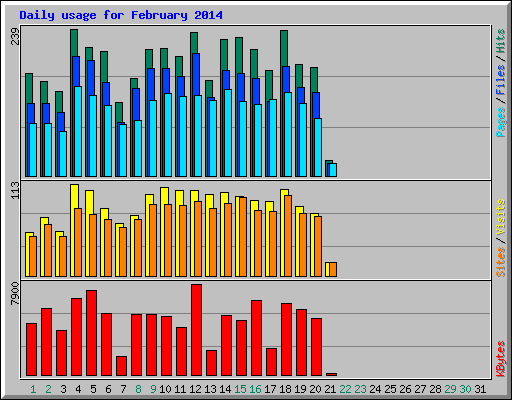 Daily usage for February 2014
239
Pages/Files/Hits
113
Sites/Visits
7900
KBytes
1 2 3 4 5 6 7 8 9 10 11 12 13 14 15 16 17 18 19 20 21 22 23 24 25 26 27 28 29 30 31